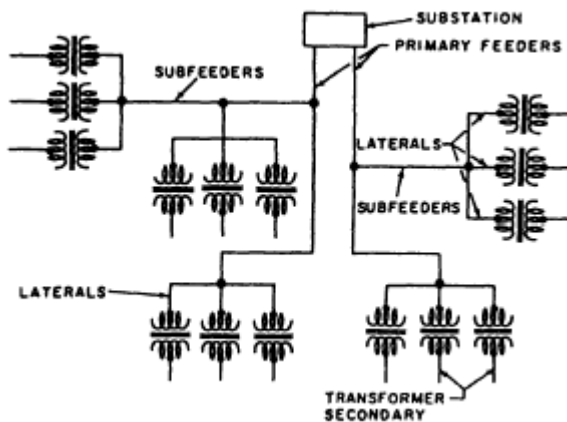 SUBSTATION
PRIMARY FEEDERS
SUBFEEDERS
LATERALS
SUBFEEDERS
LATERALS
TRANSFORMER
SECONDARY